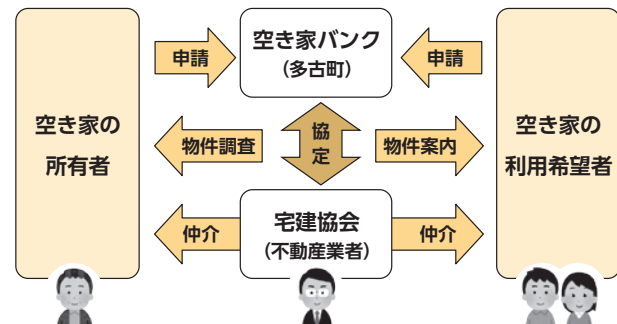 空き家の
所有者
申請
空き家バンク
（多古町）
申請
空き家の
利用希望者
物件調査
協
定
物件案内
仲介
宅建協会
（不動産業者）
仲介